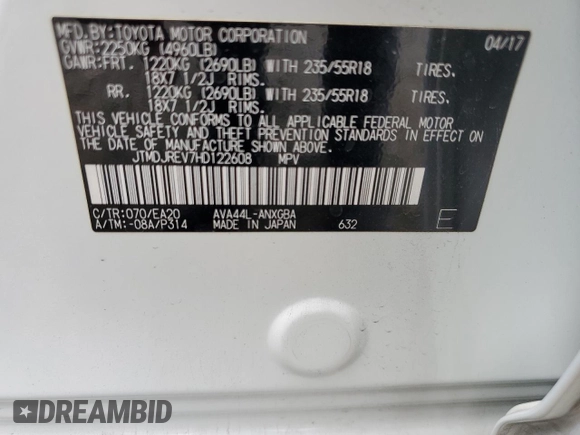 MFD.BY:TOYOTA MOTOR CORPORATION 04/17
GVWR:2250KG (4960LB)
GAWR:FRT. 1220KG (2690LB) WITH 235/55R18 TIRES.
18X7 1/2J RIMS.
RR. 1220KG (2690LB) WITH 235/55R18 TIRES.
18X7 1/2J RIMS.
THIS VEHICLE CONFORMS TO ALL APPLICABLE FEDERAL MOTOR
VEHICLE SAFETY AND THEFT PREVENTION STANDARDS IN EFFECT ON
THE DATE OF MANUFACTURE SHOWN ABOVE.
JTMDJREV7HD122608 MPV
C/TR:070/EA20 AVA44L-ANXGBA
A/TM:-08A/P314 MADE IN JAPAN 632 E
DREAMBID